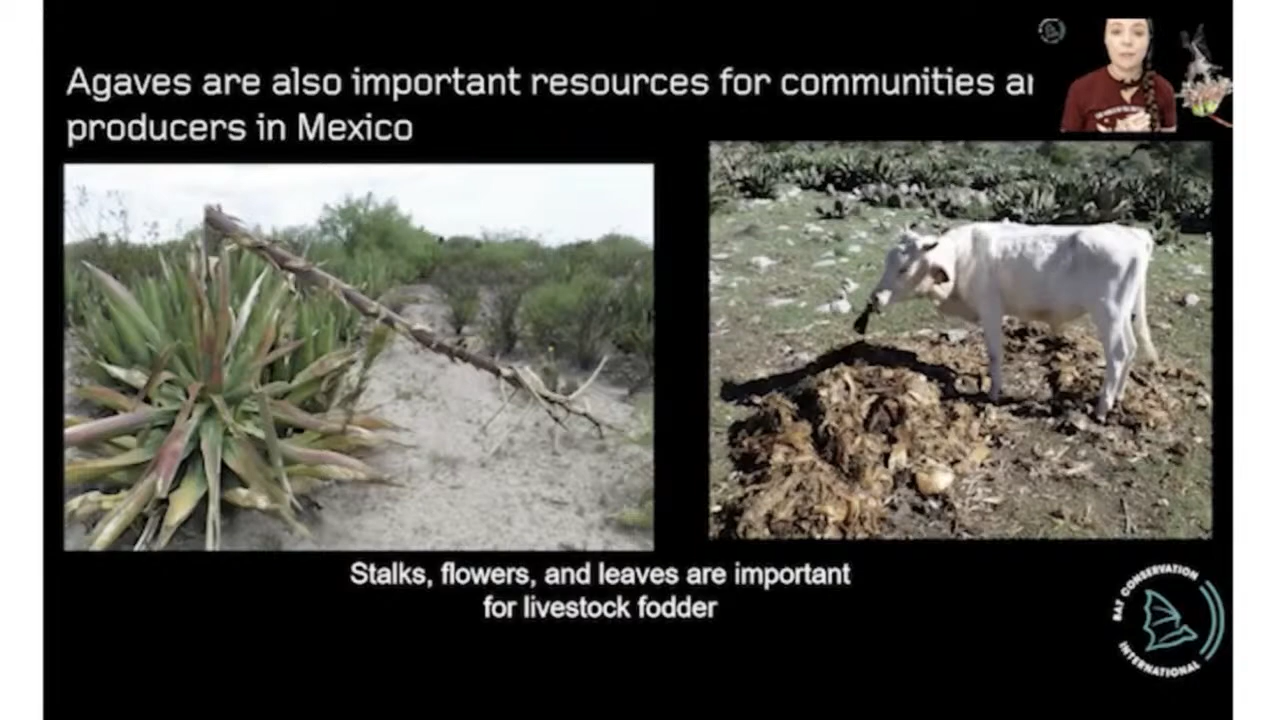 Agaves are also important resources for communities ar
producers in Mexico
Stalks, flowers, and leaves are important
for livestock fodder
BAT CONSERVATION
INTERNATIONAL